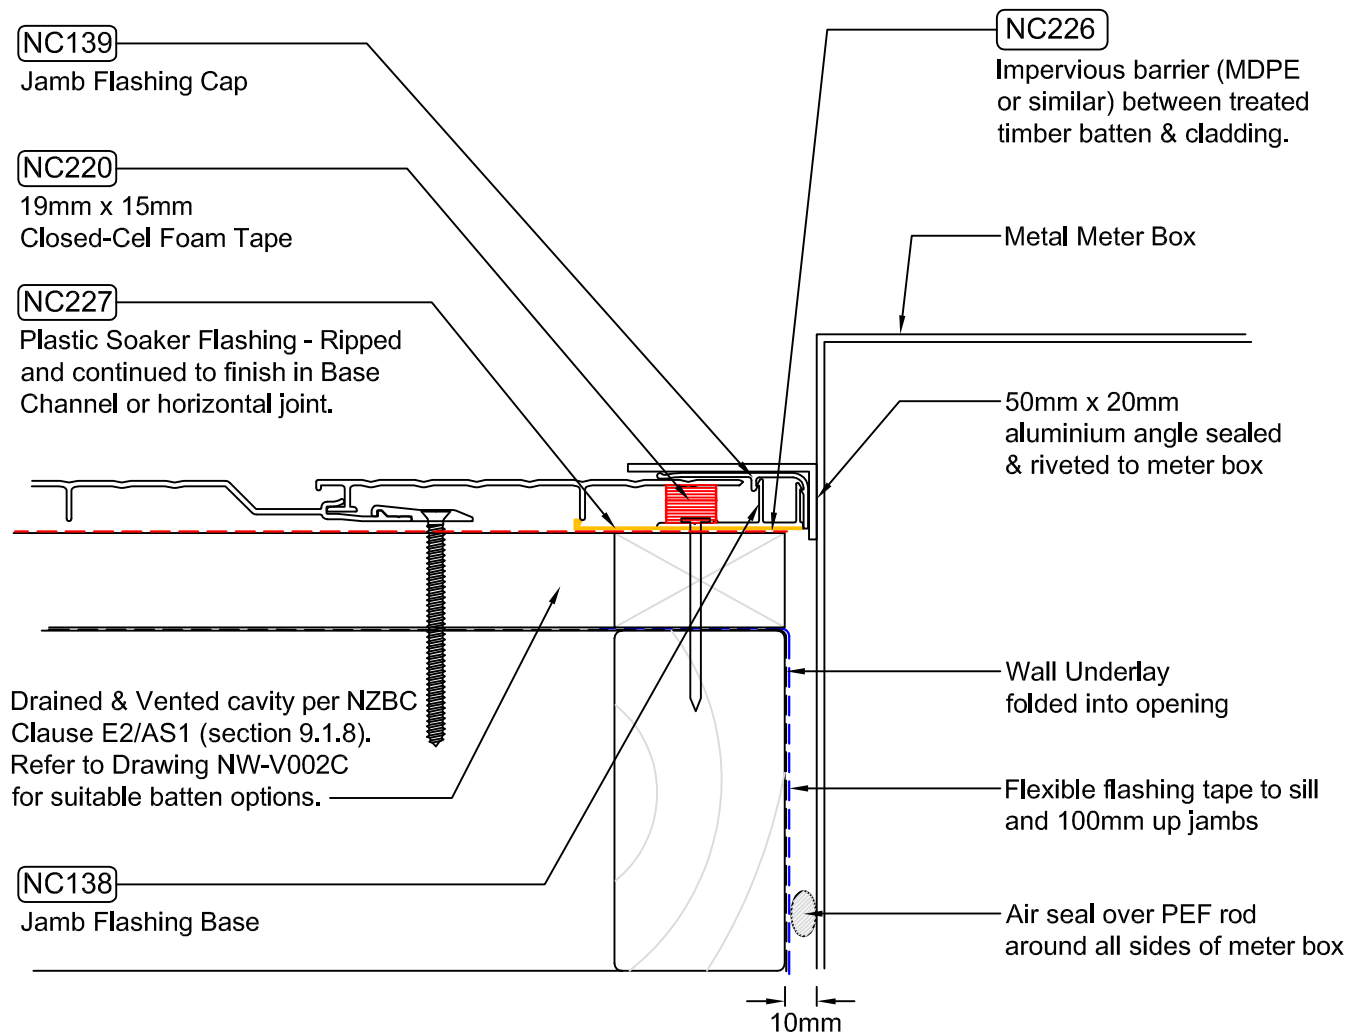 NC139
Jamb Flashing Cap
NC220
19mm x 15mm
Closed-Cel Foam Tape
NC227
Plastic Soaker Flashing - Ripped
and continued to finish in Base
Channel or horizontal joint.
Drained & Vented cavity per NZBC
Clause E2/AS1 (section 9.1.8).
Refer to Drawing NW-V002C
for suitable batten options.
NC138
Jamb Flashing Base
NC226
Impervious barrier (MDPE
or similar) between treated
timber batten & cladding.
Metal Meter Box
50mm x 20mm
aluminium angle sealed
& riveted to meter box
Wall Underlay
folded into opening
Flexible flashing tape to sill
and 100mm up jambs
Air seal over PEF rod
around all sides of meter box
10mm